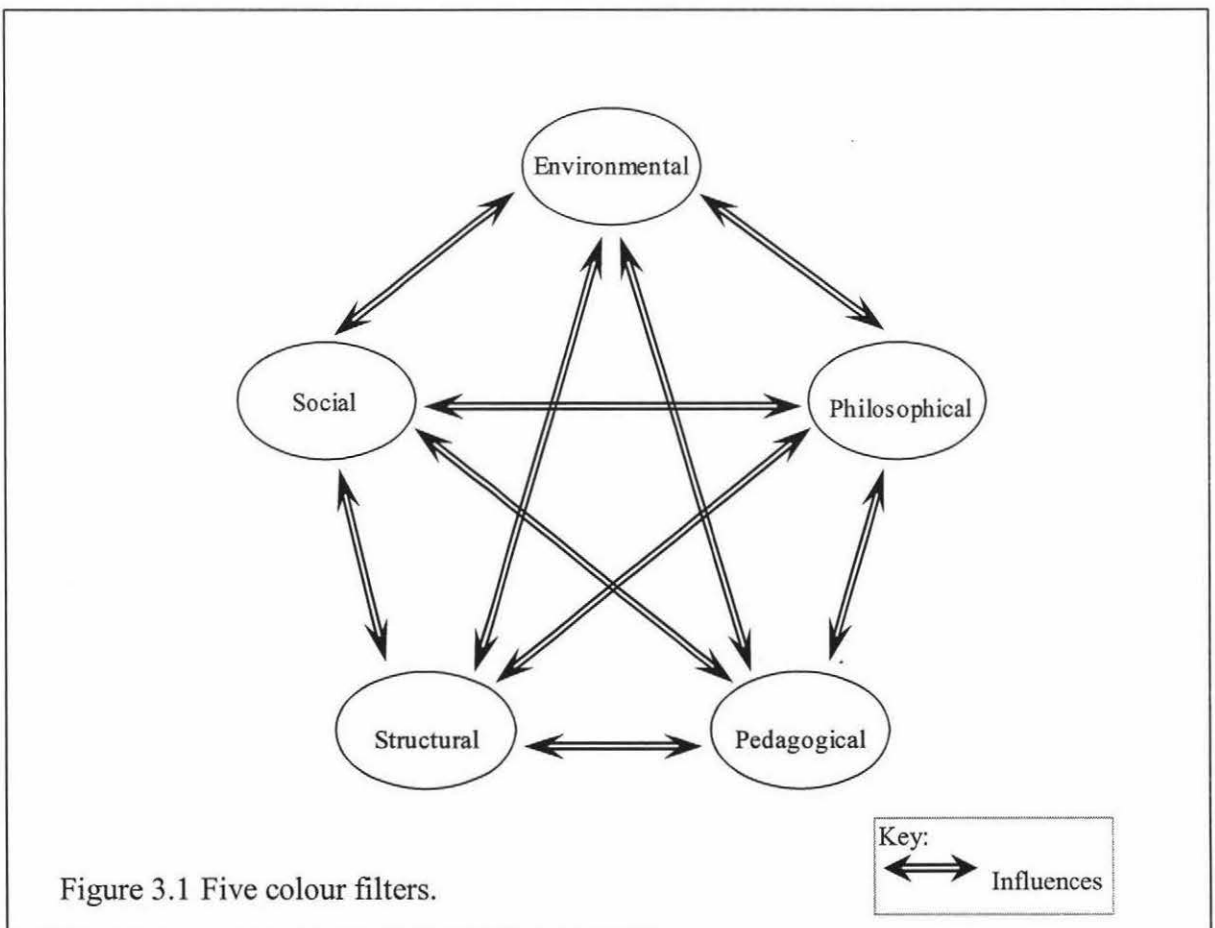 Environmental
Social
Philosophical
Structural
Pedagogical
Key:
Influences
Figure 3.1 Five colour filters.